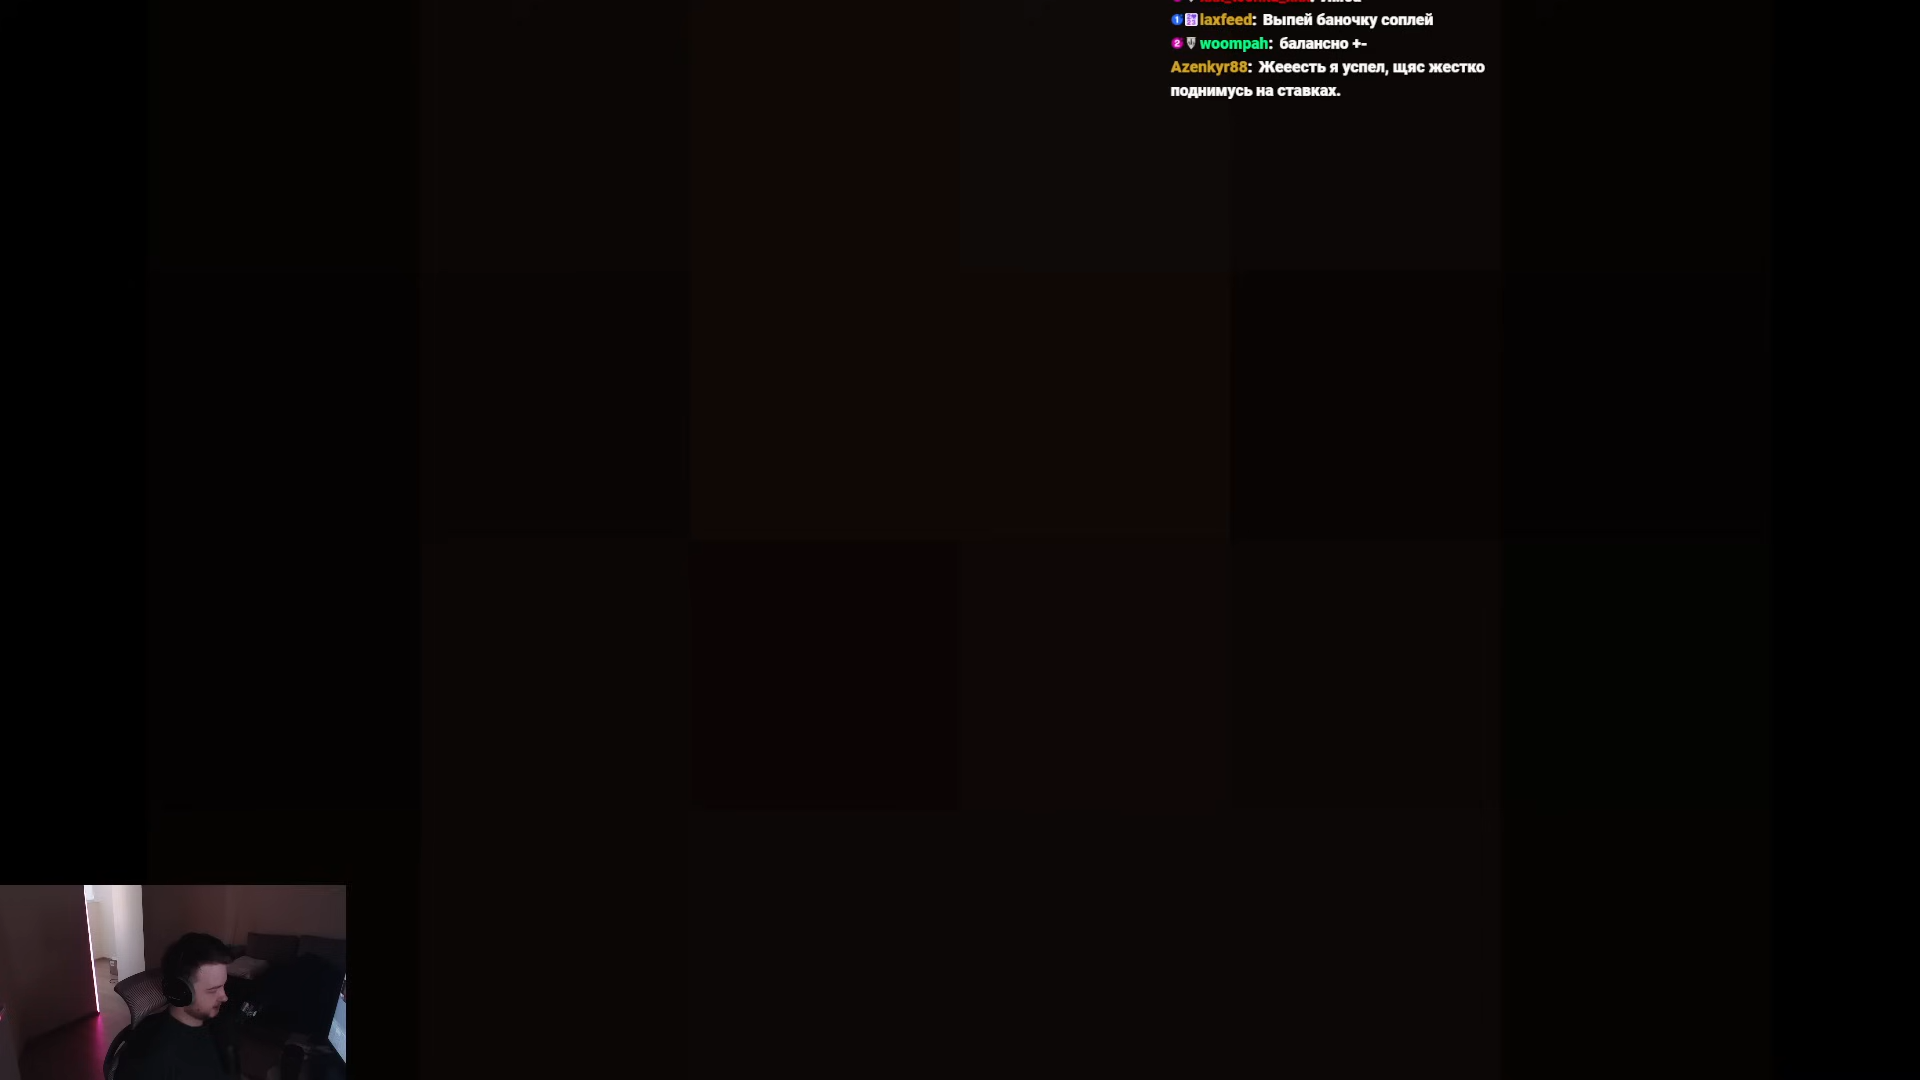 laxfeed: Выпей баночку соплей
woompah: балансно +-
Azenkyr88: Жееесть я успел, щяс жестко
поднимусь на ставках.